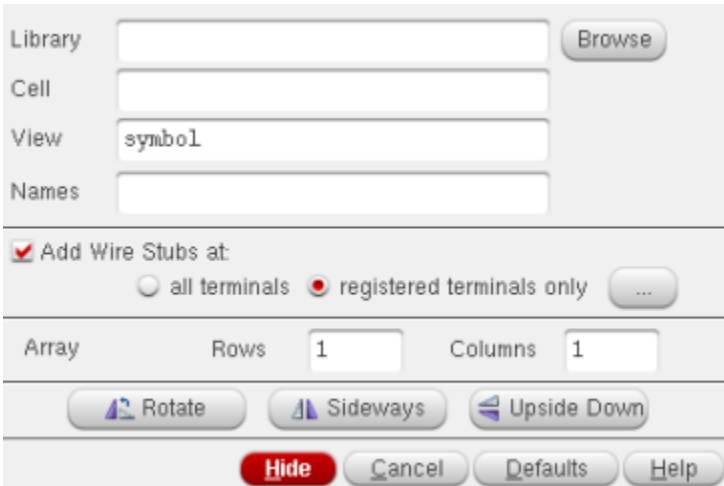 Library Browse
Cell
View symbol
Names
Add Wire Stubs at:
all terminals registered terminals only ...
Array Rows 1 Columns 1
Rotate Sideways Upside Down
Hide Cancel Defaults Help